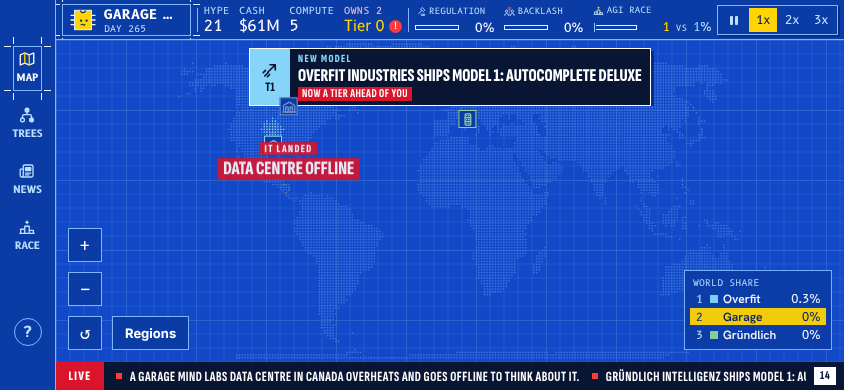 GARAGE ...
DAY 265
HYPE
21
CASH
$61M
COMPUTE
5
OWNS 2
Tier 0 !
REGULATION
0%
BACKLASH
0%
AGI RACE
1 VS 1%
1x
2x
3x
MAP
TREES
NEWS
RACE
?
T1
NEW MODEL
OVERFIT INDUSTRIES SHIPS MODEL 1: AUTOCOMPLETE DELUXE
NOW A TIER AHEAD OF YOU
IT LANDED
DATA CENTRE OFFLINE
+
−
↺
Regions
WORLD SHARE
1 Overfit 0.3%
2 Garage 0%
3 Gründlich 0%
LIVE
A GARAGE MIND LABS DATA CENTRE IN CANADA OVERHEATS AND GOES OFFLINE TO THINK ABOUT IT.
GRÜNDLICH INTELLIGENZ SHIPS MODEL 1:
14